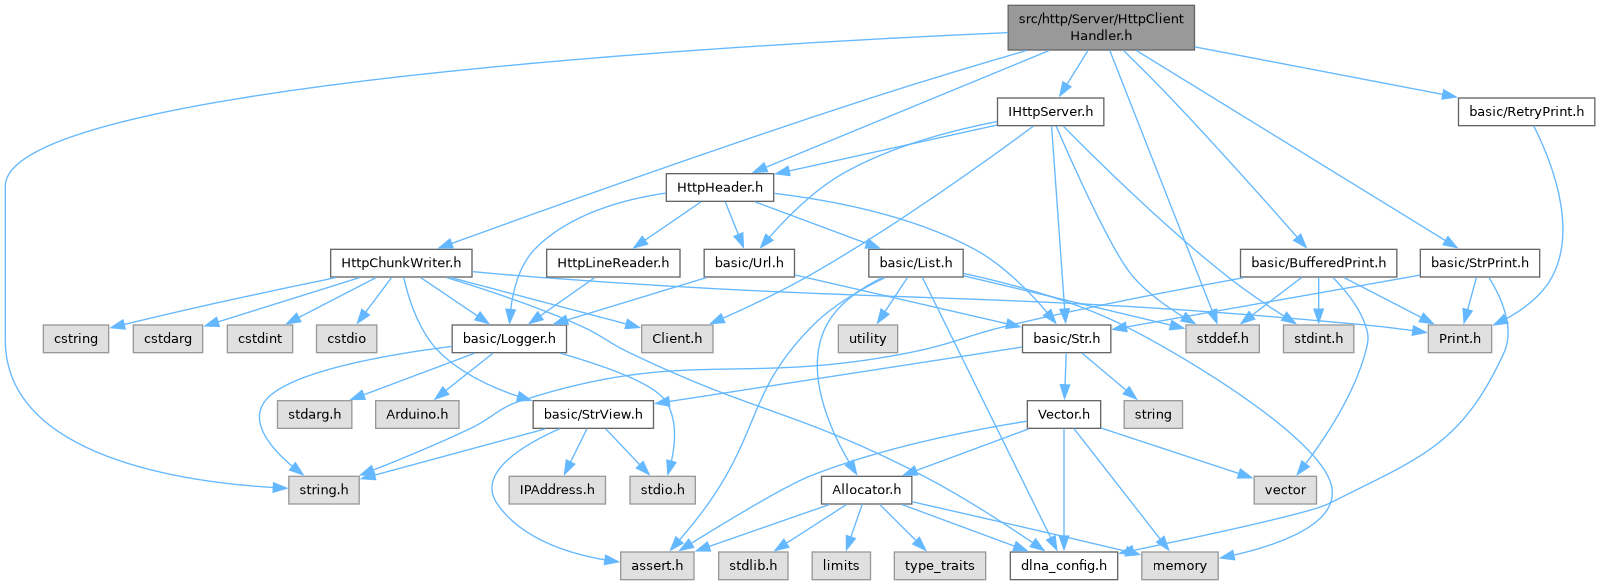 src/http/Server/HttpClient
Handler.h
IHttpServer.h
basic/RetryPrint.h
HttpHeader.h
HttpChunkWriter.h
HttpLineReader.h
basic/Url.h
basic/List.h
basic/BufferedPrint.h
basic/StrPrint.h
cstring
cstdarg
cstdint
cstdio
basic/Logger.h
Client.h
utility
basic/Str.h
stddef.h
stdint.h
Print.h
stdarg.h
Arduino.h
basic/StrView.h
Vector.h
string
string.h
IPAddress.h
stdio.h
Allocator.h
vector
assert.h
stdlib.h
limits
type_traits
dlna_config.h
memory